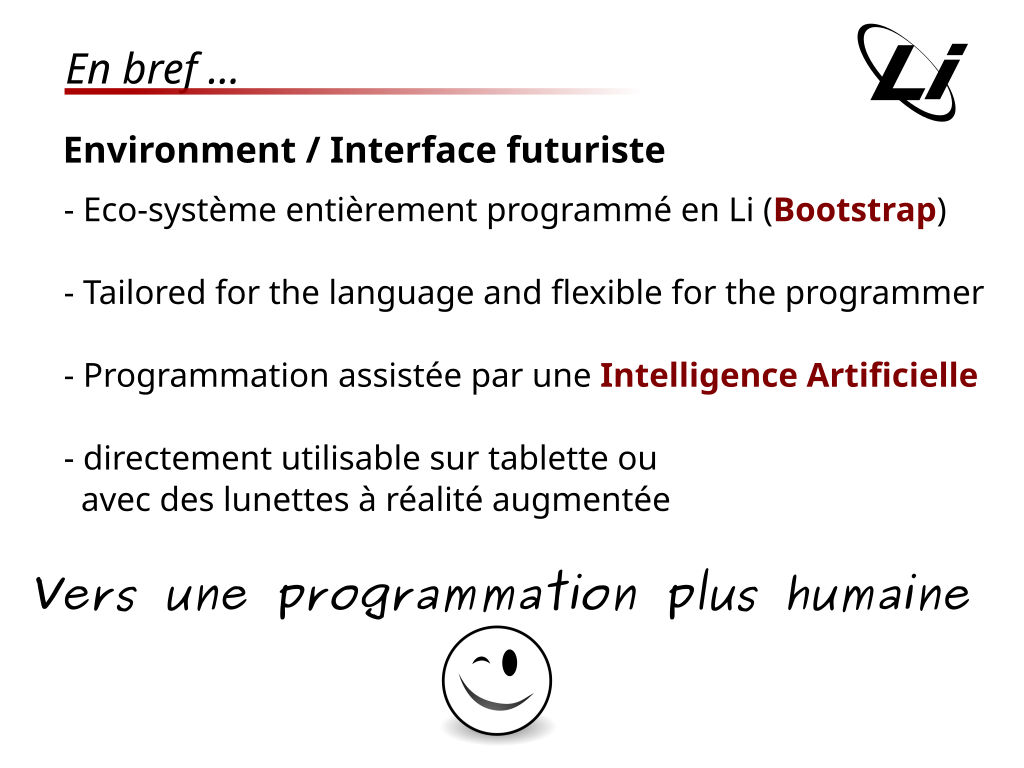 En bref ...
Li
Environment / Interface futuriste
- Eco-système entièrement programmé en Li (Bootstrap)
- Tailored for the language and flexible for the programmer
- Programmation assistée par une Intelligence Artificielle
- directement utilisable sur tablette ou
avec des lunettes à réalité augmentée
Vers une programmation plus humaine